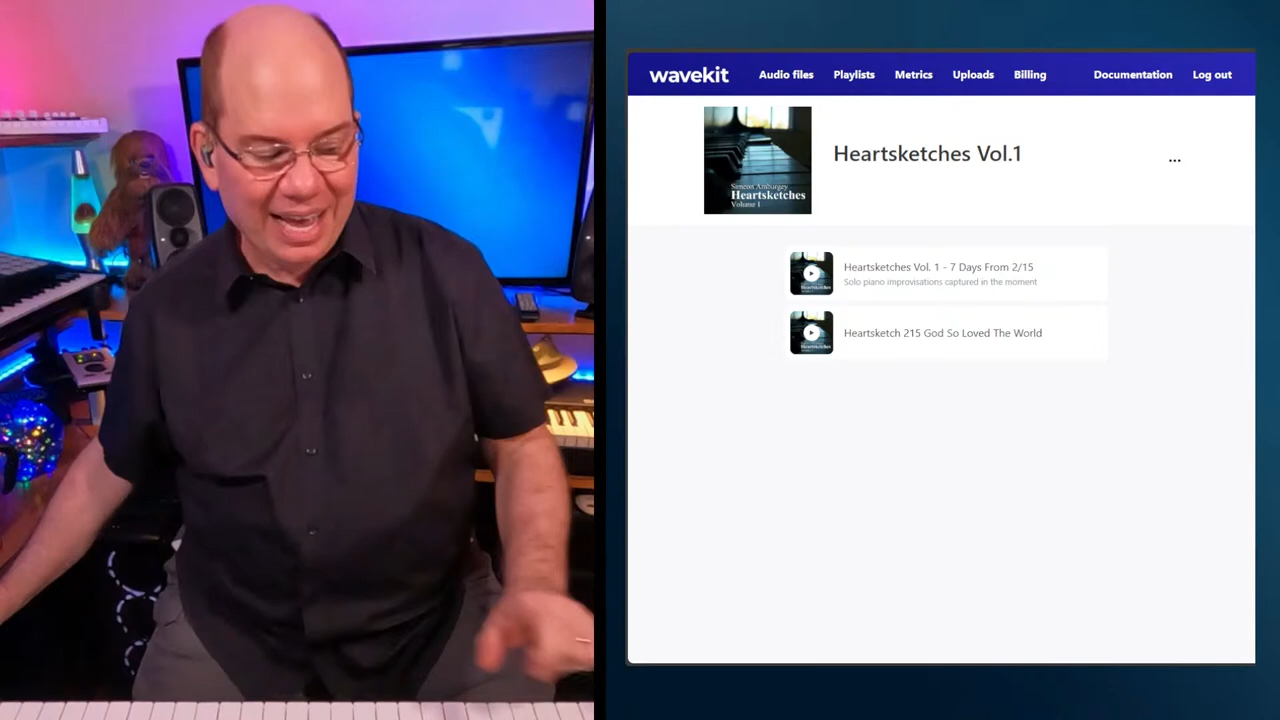 wavekit
Audio files
Playlists
Metrics
Uploads
Billing
Documentation
Log out
Simeon Amburgey
Heartsketches
Volume 1
Heartsketches Vol.1
...
Heartsketches Vol. 1 - 7 Days From 2/15
Solo piano improvisations captured in the moment
Heartsketch 215 God So Loved The World